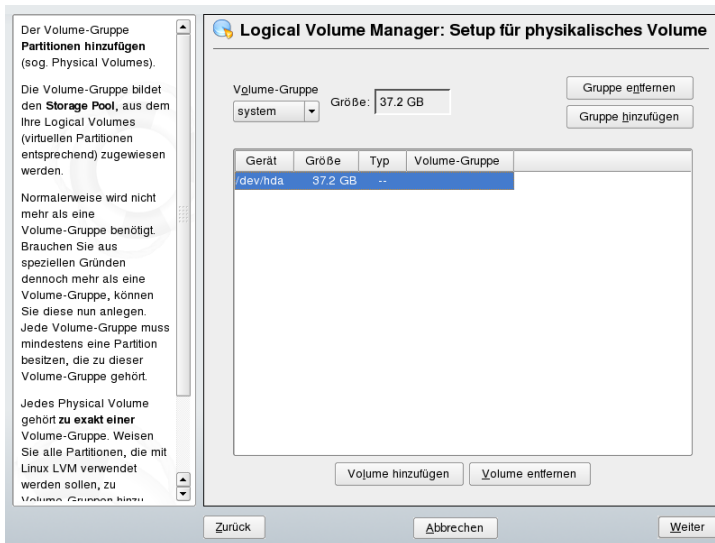 Der Volume-Gruppe
Partitionen hinzufügen
(sog. Physical Volumes).
Die Volume-Gruppe bildet
den Storage Pool, aus dem
Ihre Logical Volumes
(virtuellen Partitionen
entsprechend) zugewiesen
werden.
Normalerweise wird nicht
mehr als eine
Volume-Gruppe benötigt.
Brauchen Sie aus
speziellen Gründen
dennoch mehr als eine
Volume-Gruppe, können
Sie diese nun anlegen.
Jede Volume-Gruppe muss
mindestens eine Partition
besitzen, die zu dieser
Volume-Gruppe gehört.
Jedes Physical Volume
gehört zu exakt einer
Volume-Gruppe. Weisen
Sie alle Partitionen, die mit
Linux LVM verwendet
werden sollen, zu
Volume-Gruppen hinzu
Logical Volume Manager: Setup für physikalisches Volume
Volume-Gruppe
system
Größe: 37.2 GB
Gruppe entfernen
Gruppe hinzufügen
Gerät Größe Typ Volume-Gruppe
/dev/hda 37.2 GB --
Volume hinzufügen Volume entfernen
Zurück Abbrechen Weiter